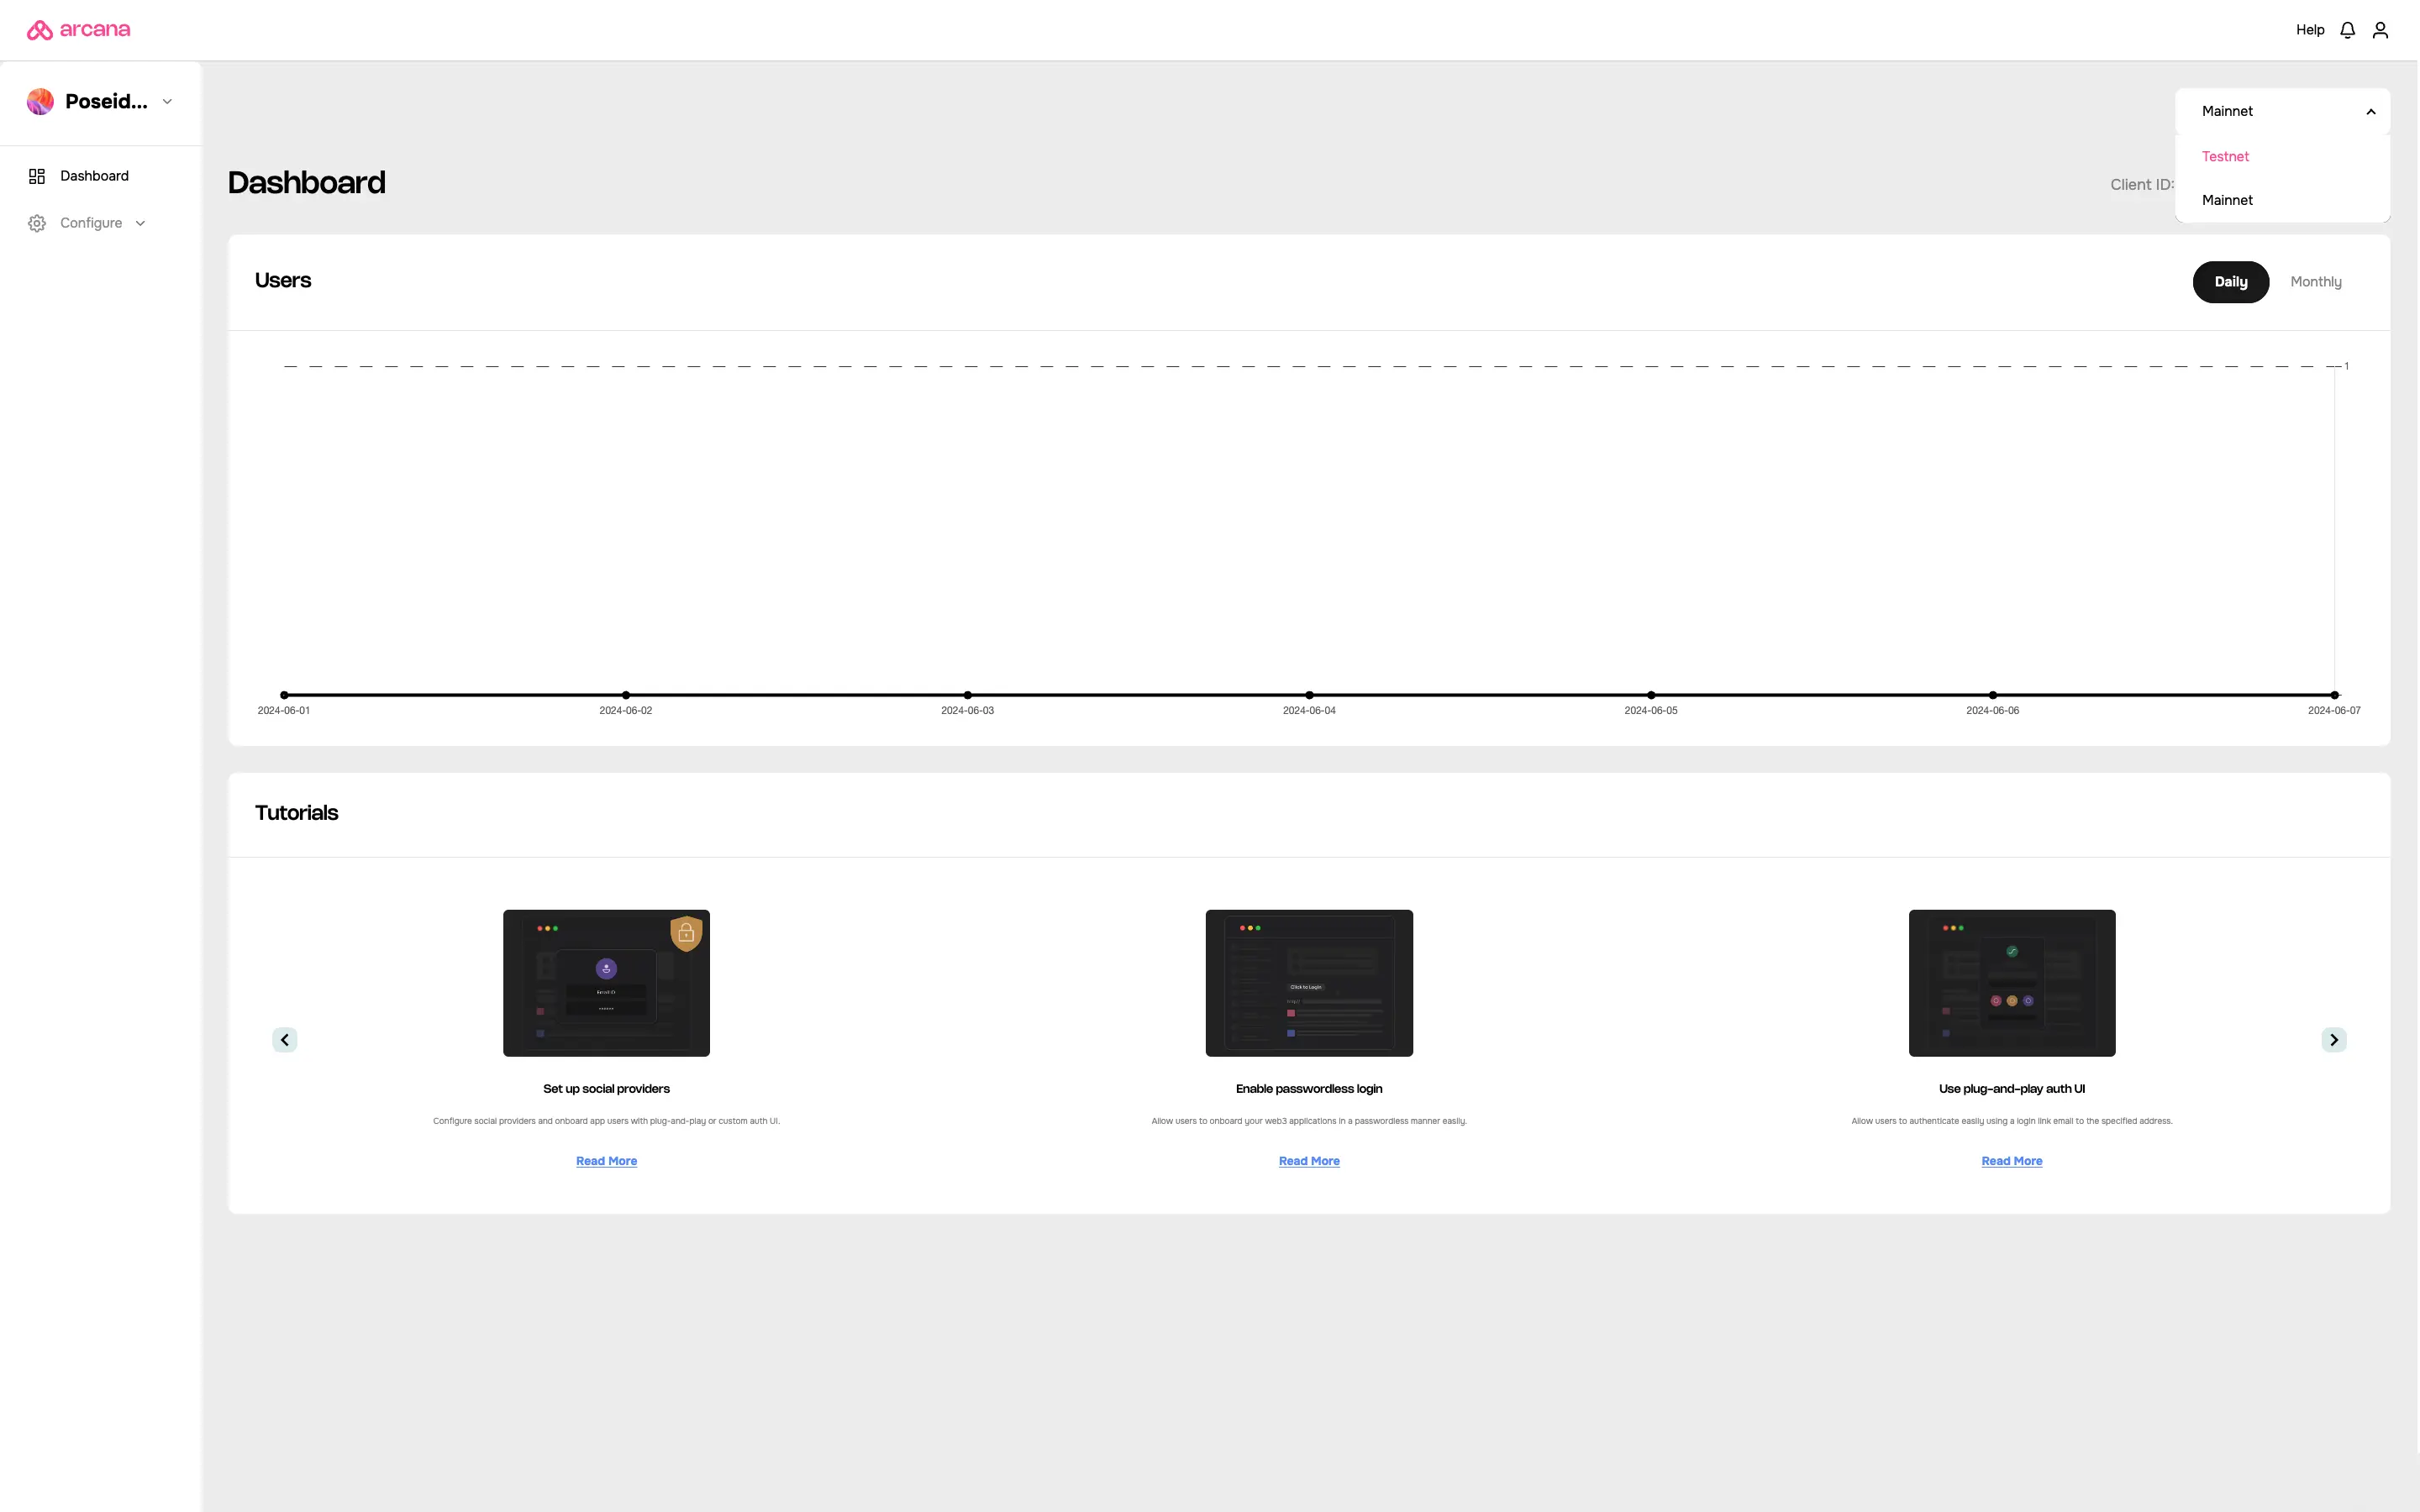 arcana
Help
Poseid...
Mainnet
Testnet
Mainnet
Dashboard
Configure
Dashboard
Client ID:
Users
Daily
Monthly
1
2024-06-01
2024-06-02
2024-06-03
2024-06-04
2024-06-05
2024-06-06
2024-06-07
Tutorials
Click to Login
Set up social providers
Enable passwordless login
Use plug-and-play auth UI
Configure social providers and onboard app users with plug-and-play or custom auth UI.
Allow users to onboard your web3 applications in a passwordless manner easily.
Allow users to authenticate easily using a login link email to the specified address.
Read More
Read More
Read More